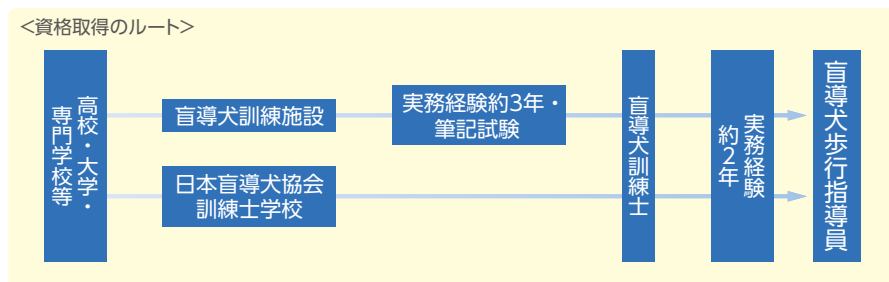 ＜資格取得のルート＞
高校・大学・
専門学校等
盲導犬訓練施設
実務経験約3年・
筆記試験
日本盲導犬協会
訓練士学校
盲導犬訓練士
実務経験
約2年
盲導犬歩行指導員